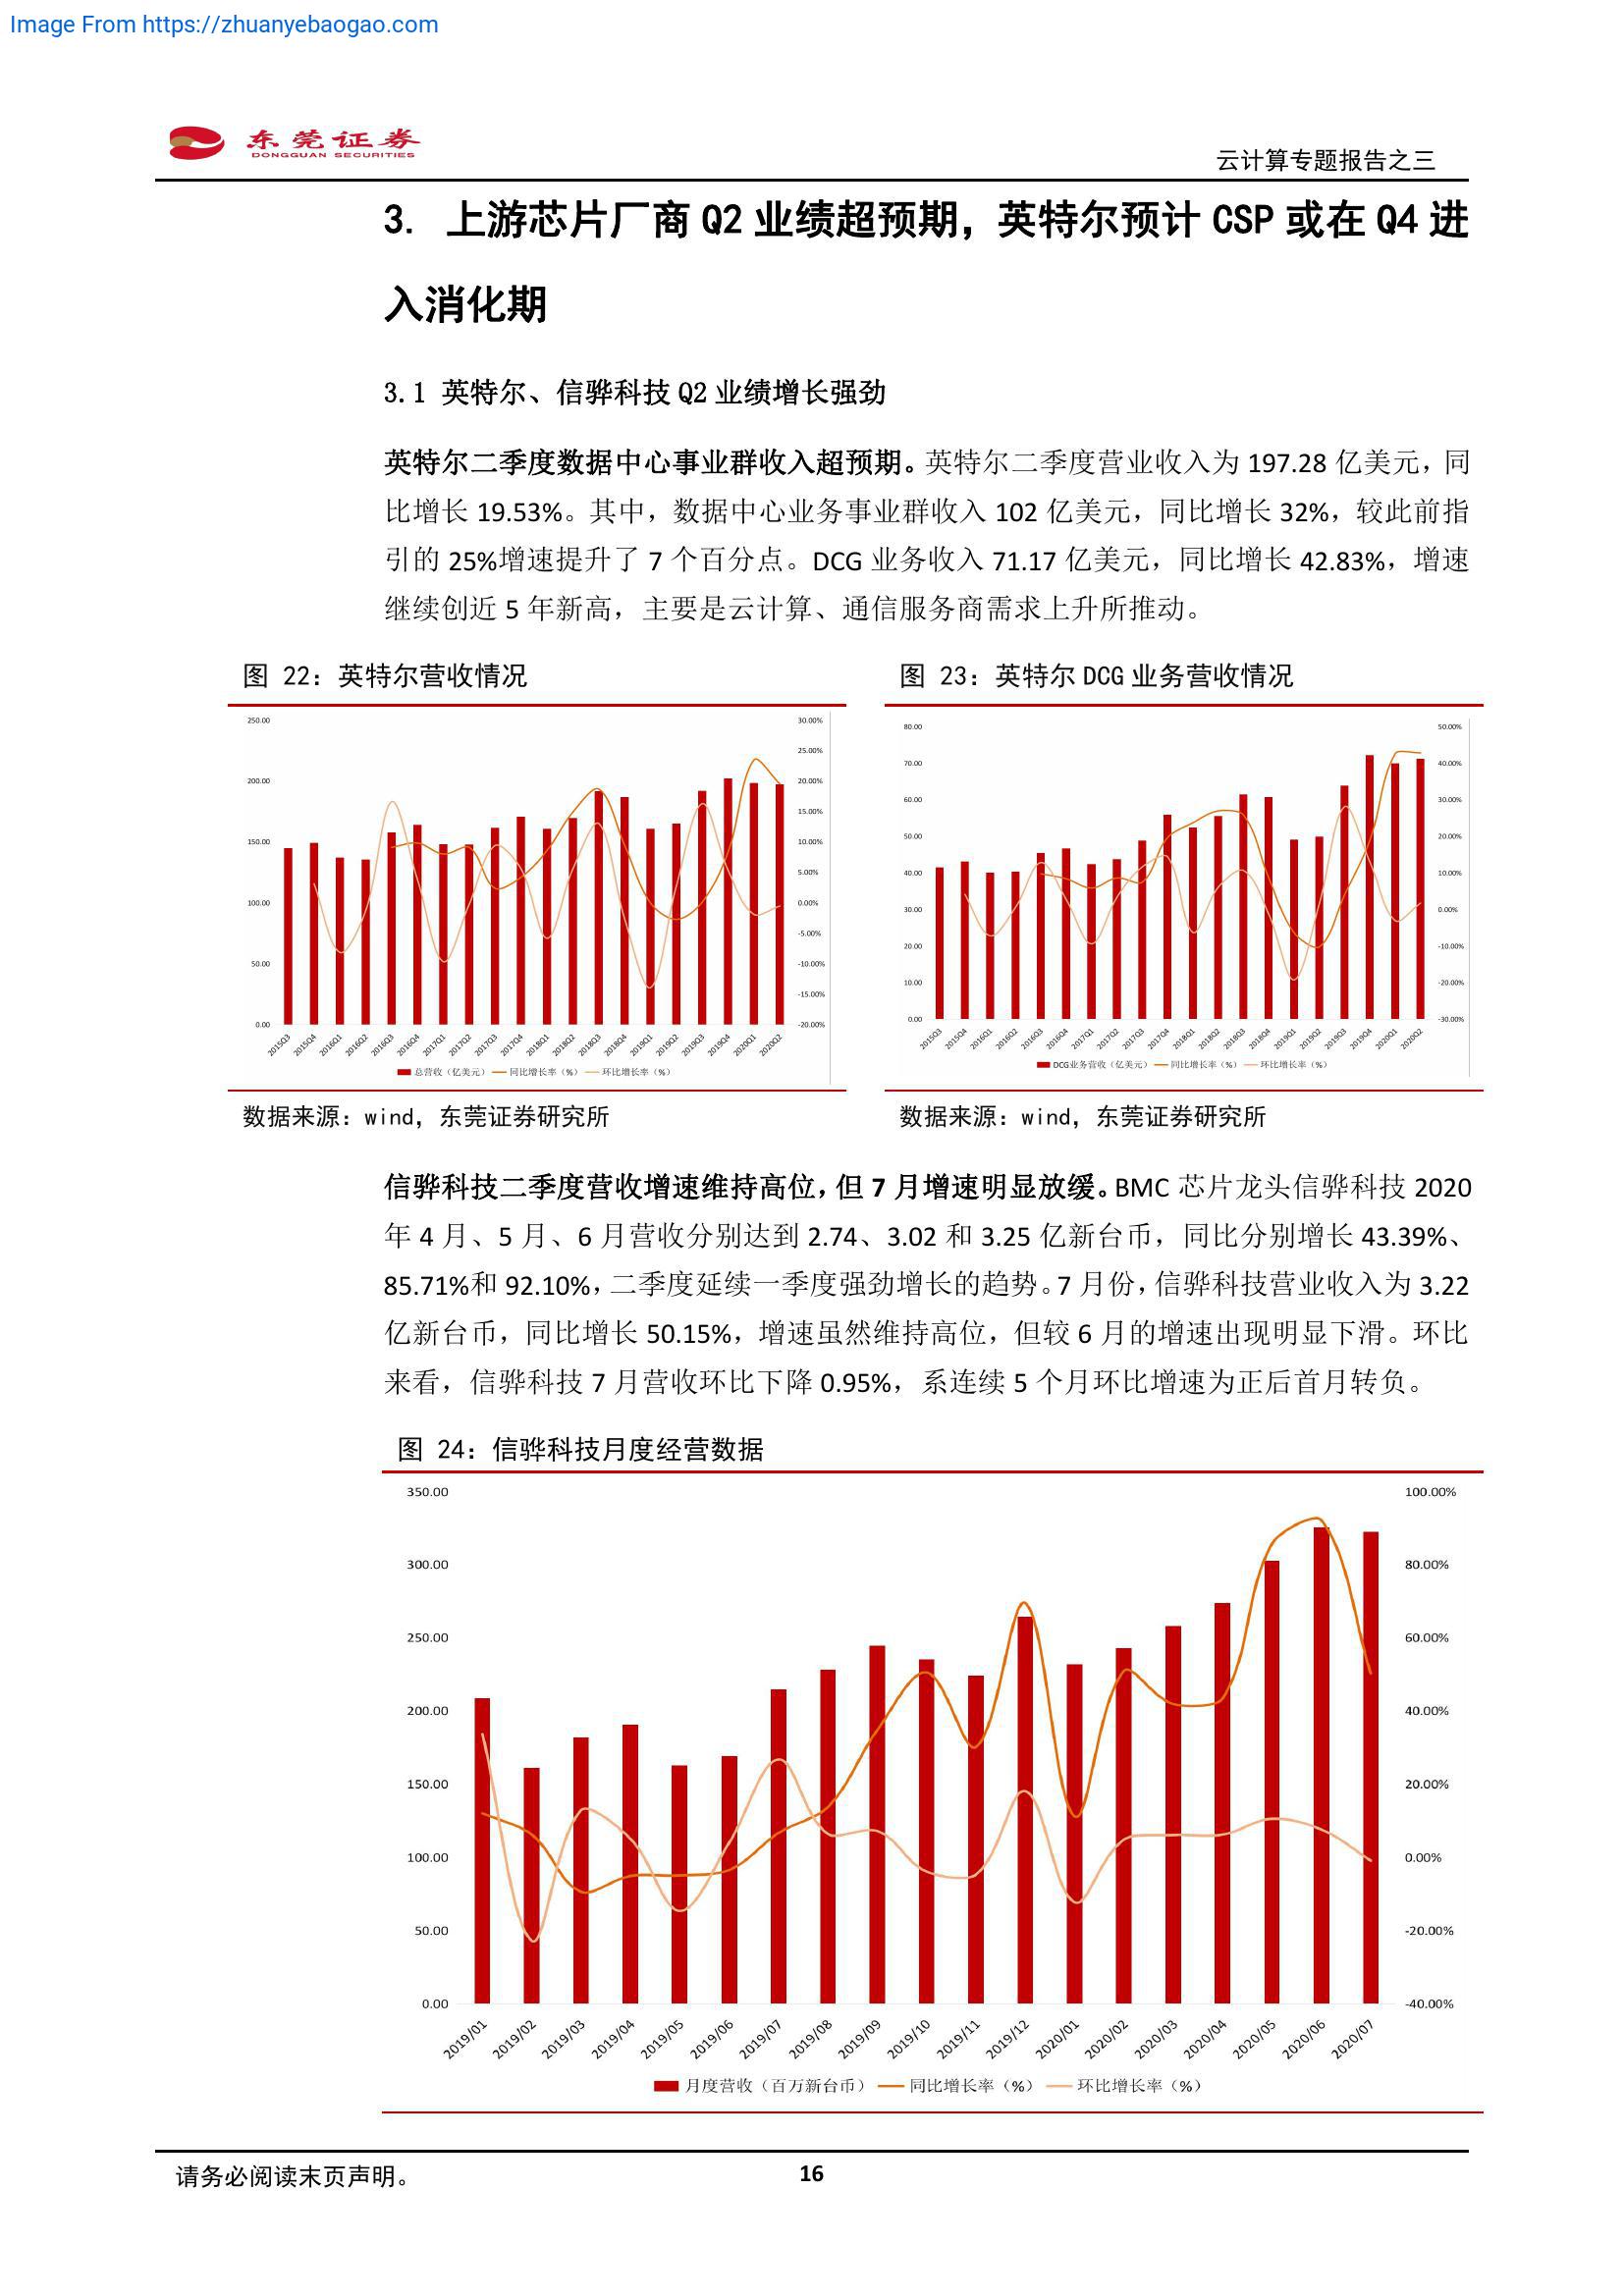 Image From https://zhuanyebaogao.com
东莞证券
DONGGUAN SECURITIES
云计算专题报告之三
3. 上游芯片厂商 Q2 业绩超预期，英特尔预计 CSP 或在 Q4 进
入消化期
3.1 英特尔、信骅科技 Q2 业绩增长强劲
英特尔二季度数据中心事业群收入超预期。英特尔二季度营业收入为 197.28 亿美元，同
比增长 19.53%。其中，数据中心业务事业群收入 102 亿美元，同比增长 32%，较此前指
引的 25%增速提升了 7 个百分点。DCG 业务收入 71.17 亿美元，同比增长 42.83%，增速
继续创近 5 年新高，主要是云计算、通信服务商需求上升所推动。
图 22：英特尔营收情况
250.00
200.00
150.00
100.00
50.00
0.00
30.00%
25.00%
20.00%
15.00%
10.00%
5.00%
0.00%
-5.00%
-10.00%
-15.00%
-20.00%
2015Q3 2015Q4 2016Q1 2016Q2 2016Q3 2016Q4 2017Q1 2017Q2 2017Q3 2017Q4 2018Q1 2018Q2 2018Q3 2018Q4 2019Q1 2019Q2 2019Q3 2019Q4 2020Q1 2020Q2
总营收（亿美元） 同比增长率（%） 环比增长率（%）
数据来源：wind，东莞证券研究所
图 23：英特尔 DCG 业务营收情况
80.00
70.00
60.00
50.00
40.00
30.00
20.00
10.00
0.00
50.00%
40.00%
30.00%
20.00%
10.00%
0.00%
-10.00%
-20.00%
-30.00%
2015Q3 2015Q4 2016Q1 2016Q2 2016Q3 2016Q4 2017Q1 2017Q2 2017Q3 2017Q4 2018Q1 2018Q2 2018Q3 2018Q4 2019Q1 2019Q2 2019Q3 2019Q4 2020Q1 2020Q2
DCG业务营收（亿美元） 同比增长率（%） 环比增长率（%）
数据来源：wind，东莞证券研究所
信骅科技二季度营收增速维持高位，但 7 月增速明显放缓。BMC 芯片龙头信骅科技 2020
年 4 月、5 月、6 月营收分别达到 2.74、3.02 和 3.25 亿新台币，同比分别增长 43.39%、
85.71%和 92.10%，二季度延续一季度强劲增长的趋势。7 月份，信骅科技营业收入为 3.22
亿新台币，同比增长 50.15%，增速虽然维持高位，但较 6 月的增速出现明显下滑。环比
来看，信骅科技 7 月营收环比下降 0.95%，系连续 5 个月环比增速为正后首月转负。
图 24：信骅科技月度经营数据
350.00
300.00
250.00
200.00
150.00
100.00
50.00
0.00
100.00%
80.00%
60.00%
40.00%
20.00%
0.00%
-20.00%
-40.00%
2019/01 2019/02 2019/03 2019/04 2019/05 2019/06 2019/07 2019/08 2019/09 2019/10 2019/11 2019/12 2020/01 2020/02 2020/03 2020/04 2020/05 2020/06 2020/07
月度营收（百万新台币） 同比增长率（%） 环比增长率（%）
请务必阅读末页声明。
16